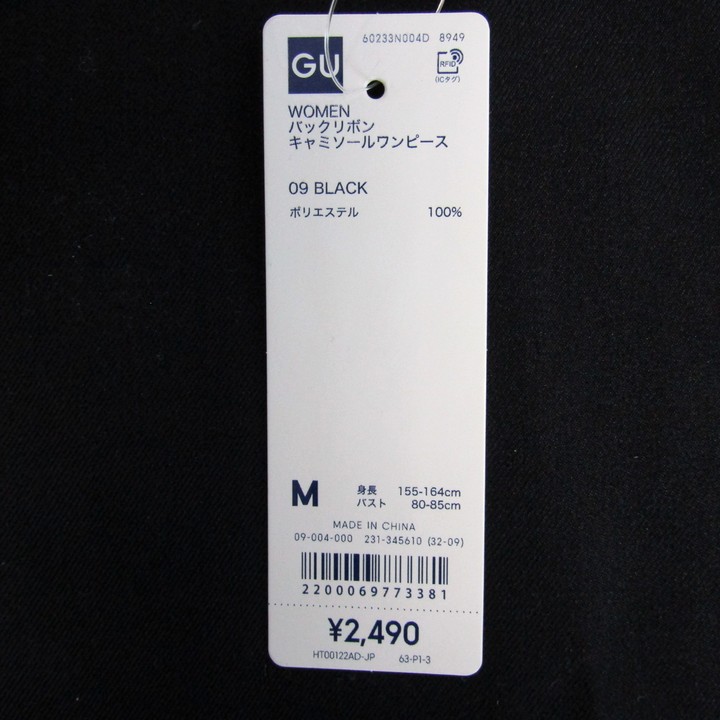 60233N004D 8949
GU
RFID
(ICタグ)
WOMEN
バックリボン
キャミソールワンピース
09 BLACK
ポリエステル 100%
M 身長 155-164cm
バスト 80-85cm
MADE IN CHINA
09-004-000 231-345610 (32-09)
2200069773381
¥2,490
HT00122AD-JP 63-P1-3